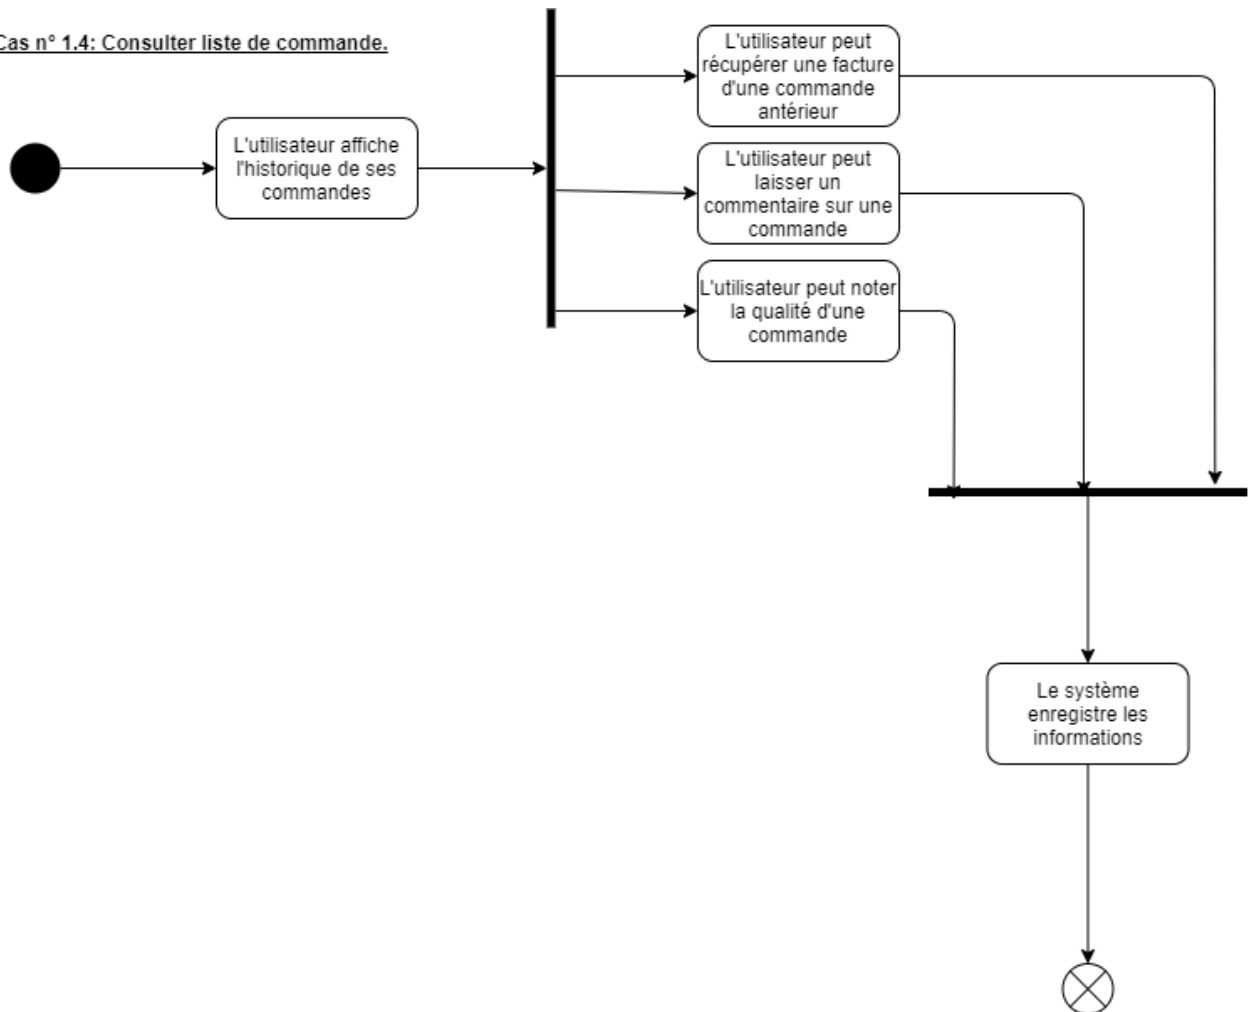 Cas n° 1.4: Consulter liste de commande.
L'utilisateur affiche
l'historique de ses
commandes
L'utilisateur peut
récupérer une facture
d'une commande
antérieur
L'utilisateur peut
laisser un
commentaire sur une
commande
L'utilisateur peut noter
la qualité d'une
commande
Le système
enregistre les
informations